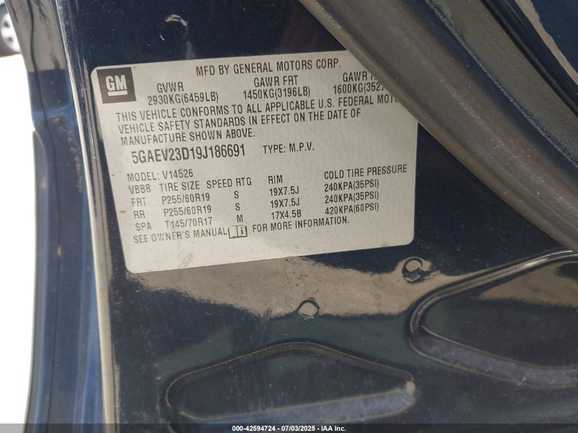 GM
MFD BY GENERAL MOTORS CORP.
GVWR GAWR FRT GAWR
2930KG(6459LB) 1450KG(3196LB) 1600KG(352
THIS VEHICLE CONFORMS TO ALL APPLICABLE U.S. FEDERAL MOTOR
VEHICLE SAFETY STANDARDS IN EFFECT ON THE DATE OF
MANUFACTURE SHOWN ABOVE.
5GAEV23D19J186691 TYPE: M.P.V.
MODEL: V14526
VBBB TIRE SIZE SPEED RTG RIM COLD TIRE PRESSURE
FRT P255/60R19 S 19X7.5J 240KPA(35PSI)
RR P255/60R19 S 19X7.5J 240KPA(35PSI)
SPA T145/70R17 M 17X4.5B 420KPA(60PSI)
SEE OWNER'S MANUAL FOR MORE INFORMATION.
000-42594724 - 07/03/2025 - © IAA Inc.